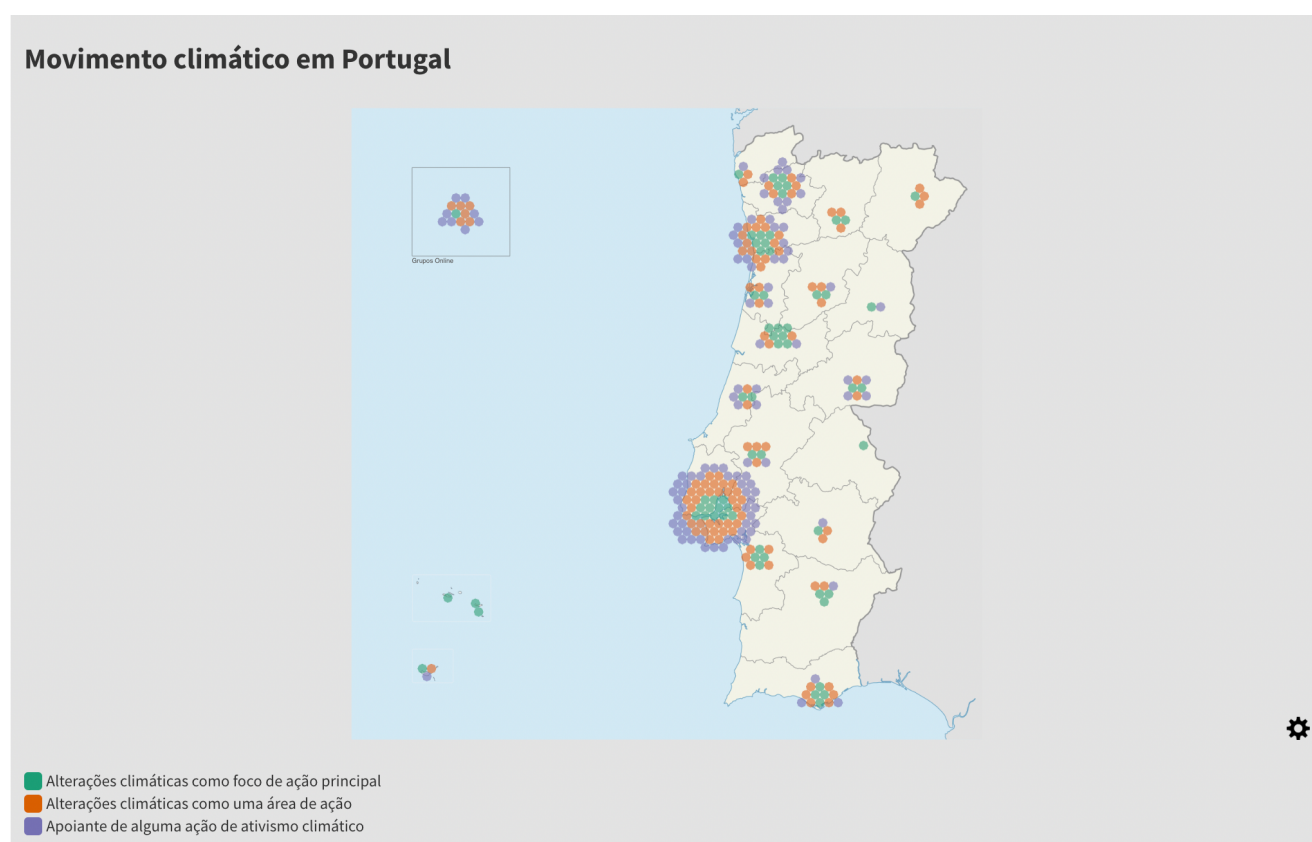 Movimento climático em Portugal
Grupos Online
Alterações climáticas como foco de ação principal
Alterações climáticas como uma área de ação
Apoiante de alguma ação de ativismo climático